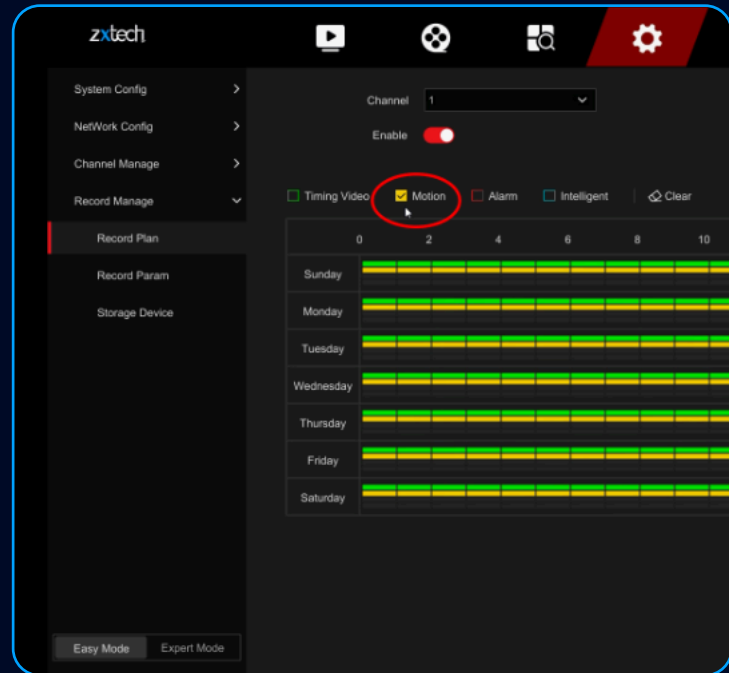 zxtech
System Config
NetWork Config
Channel Manage
Record Manage
Record Plan
Record Param
Storage Device
Easy Mode Expert Mode
Channel 1
Enable
Timing Video Motion Alarm Intelligent Clear
0 2 4 6 8 10
Sunday
Monday
Tuesday
Wednesday
Thursday
Friday
Saturday